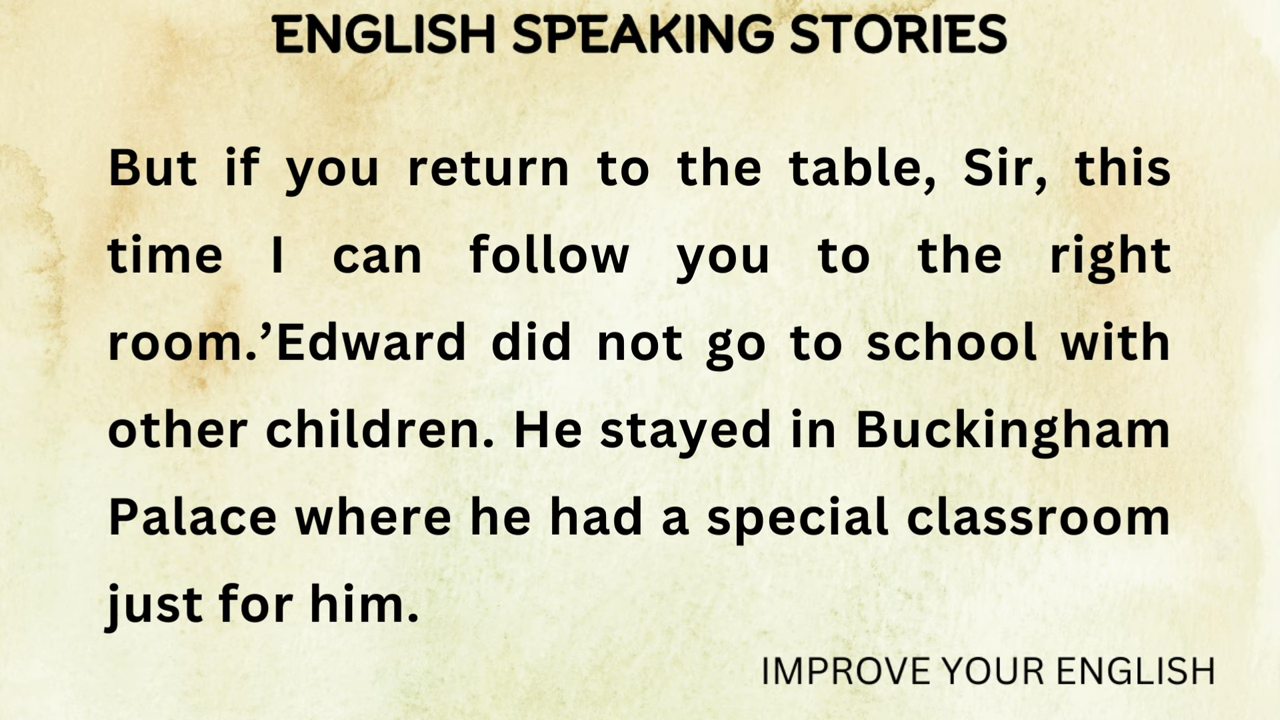 ENGLISH SPEAKING STORIES
But if you return to the table, Sir, this
time I can follow you to the right
room.’Edward did not go to school with
other children. He stayed in Buckingham
Palace where he had a special classroom
just for him.
IMPROVE YOUR ENGLISH